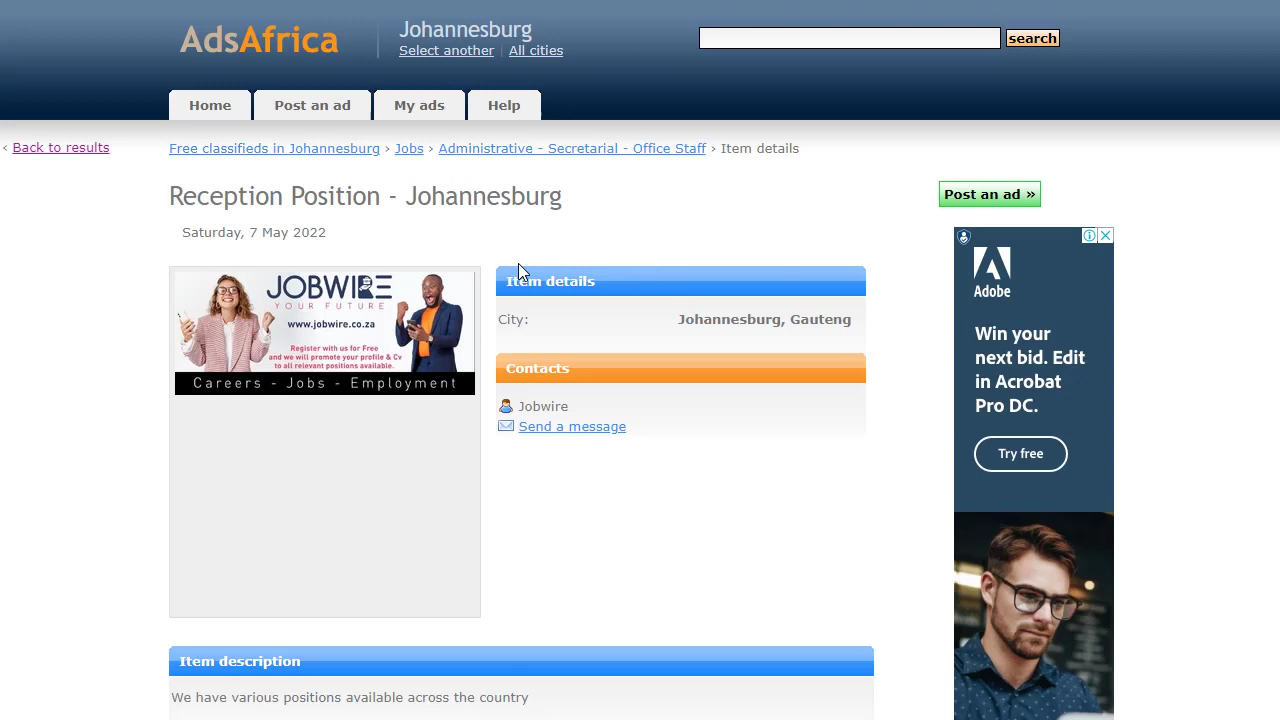 AdsAfrica
Johannesburg
Select another | All cities
search
Home
Post an ad
My ads
Help
‹ Back to results
Free classifieds in Johannesburg › Jobs › Administrative - Secretarial - Office Staff › Item details
Reception Position - Johannesburg
Post an ad »
Saturday, 7 May 2022
JOBWIRE
YOUR FUTURE
www.jobwire.co.za
Register with us for Free
and we will promote your profile & Cv
to all relevant positions available.
Careers - Jobs - Employment
Item details
City: Johannesburg, Gauteng
Contacts
Jobwire
Send a message
Adobe
Win your
next bid. Edit
in Acrobat
Pro DC.
Try free
Item description
We have various positions available across the country